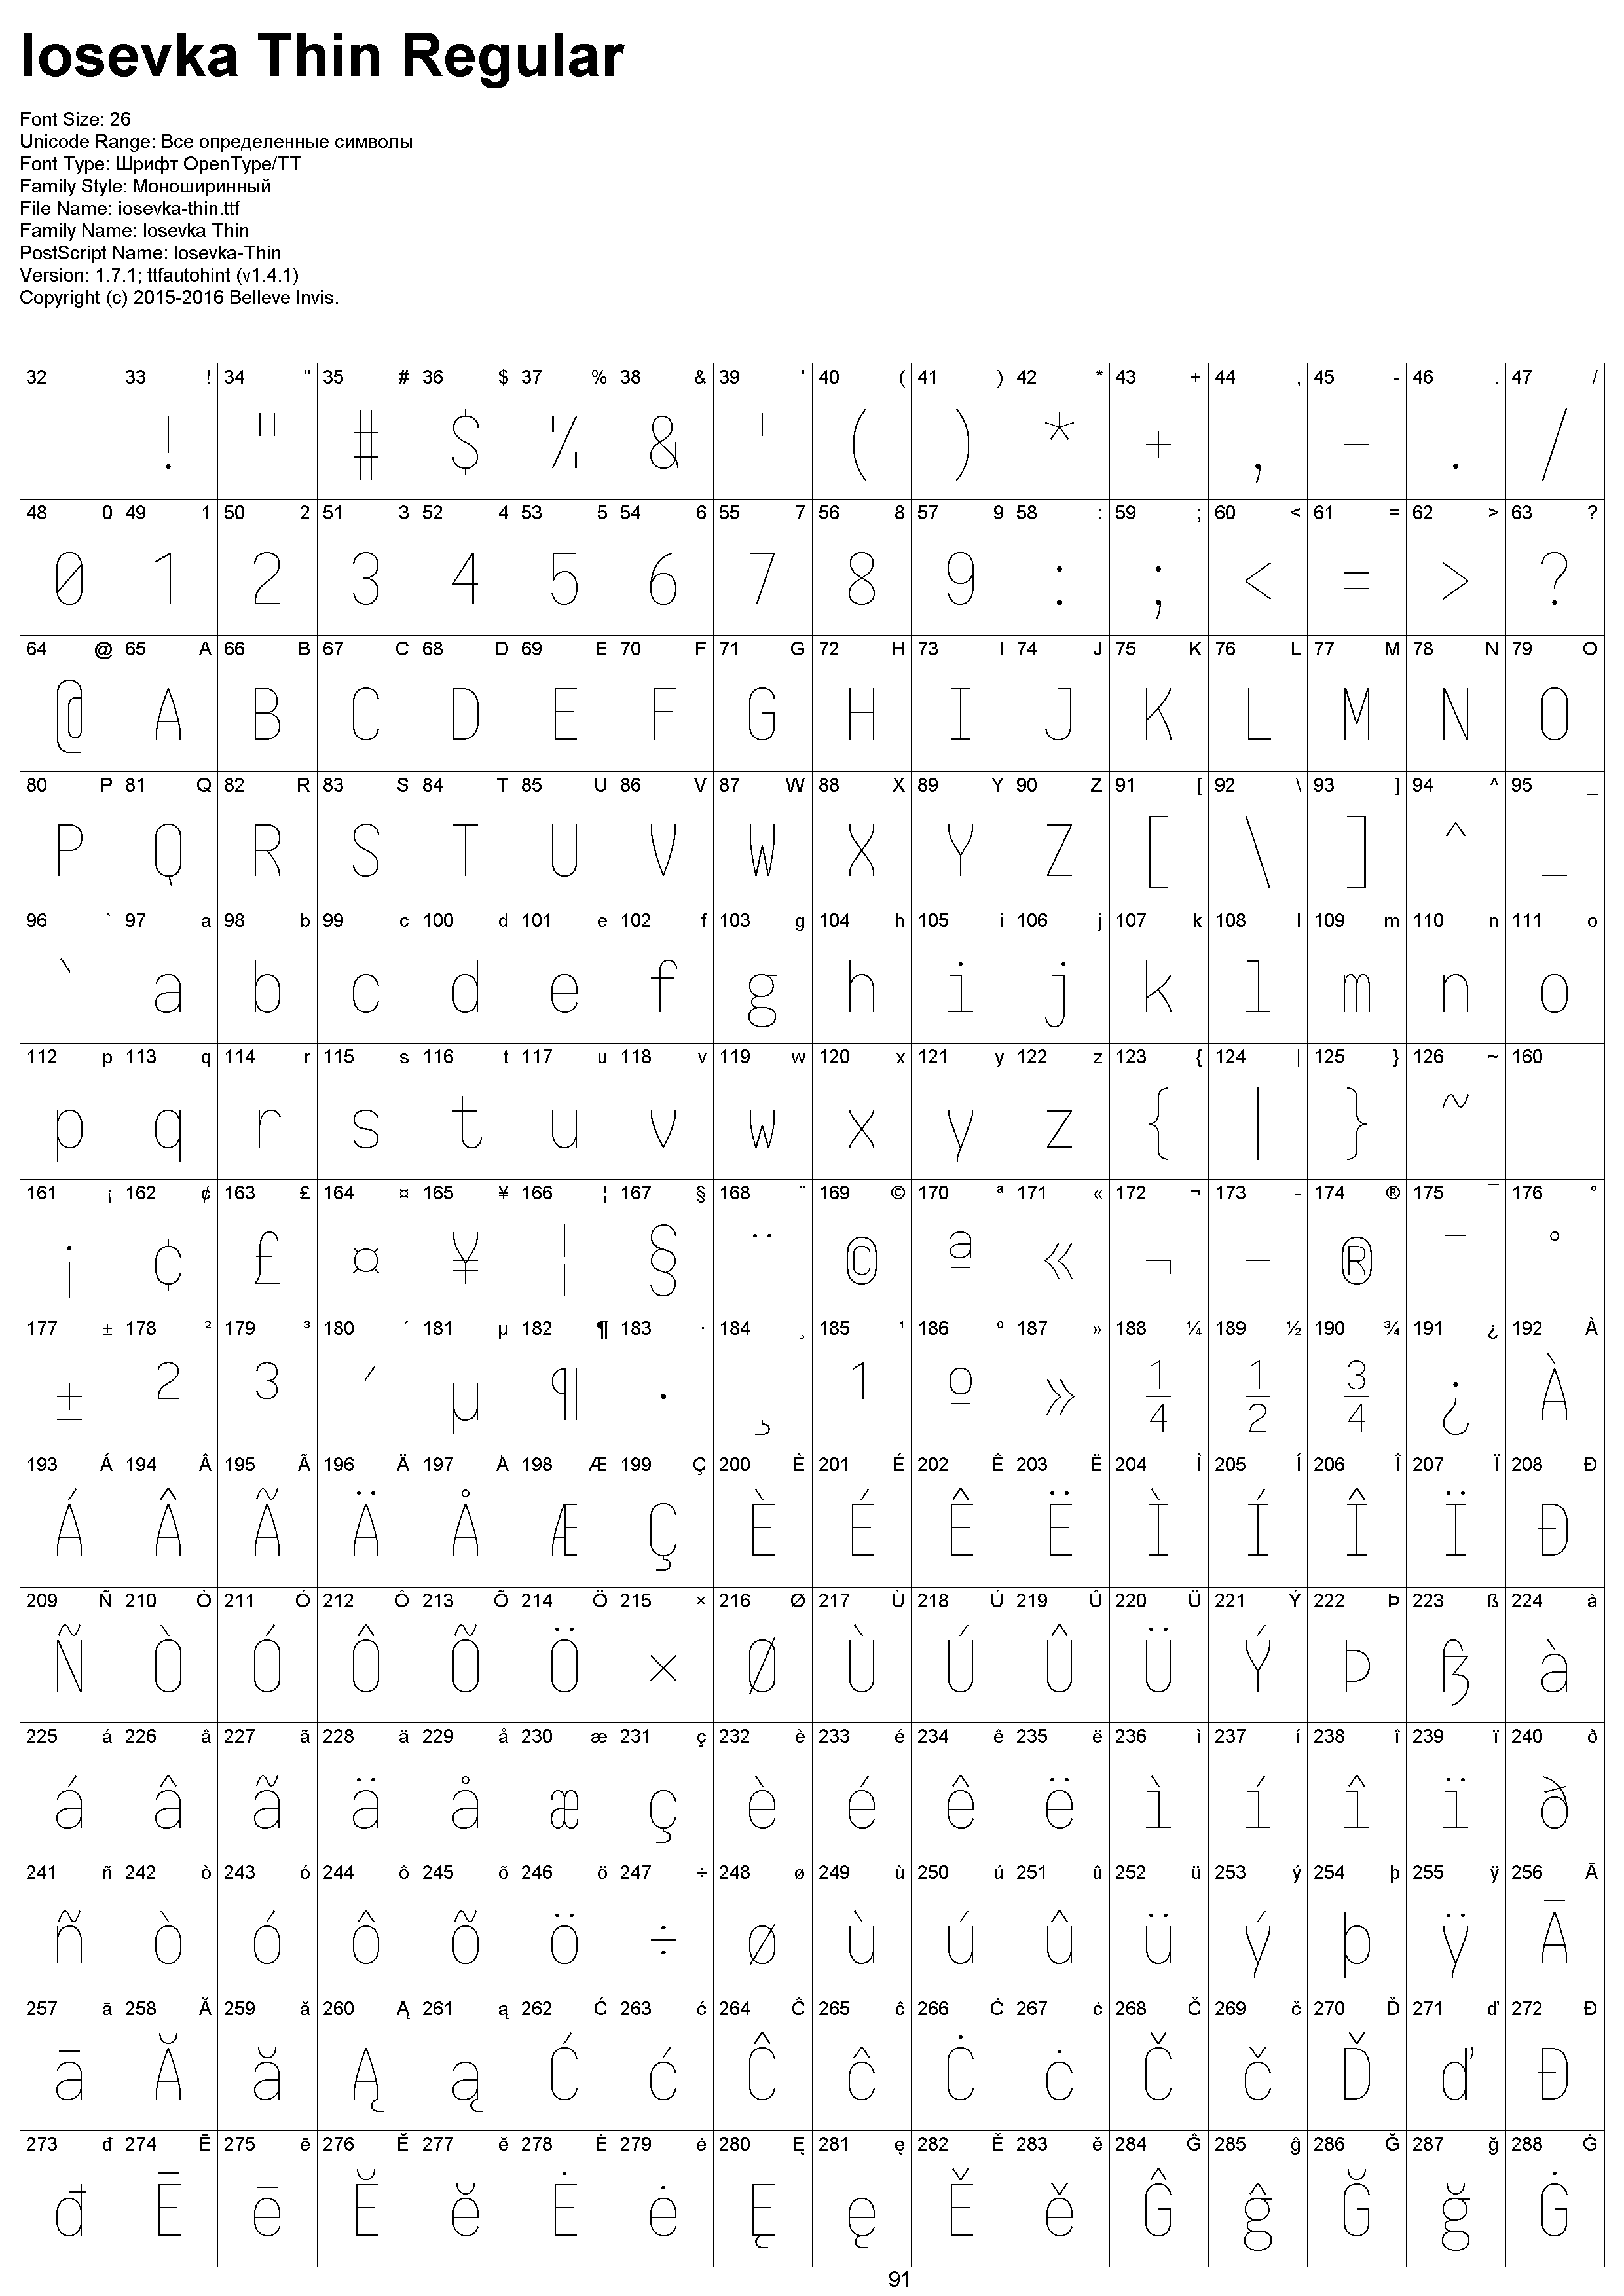 Iosevka Thin Regular
Font Size: 26
Unicode Range: Все определенные символы
Font Type: Шрифт OpenType/TT
Family Style: Моноширинный
File Name: iosevka-thin.ttf
Family Name: Iosevka Thin
PostScript Name: Iosevka-Thin
Version: 1.7.1; ttfautohint (v1.4.1)
Copyright (c) 2015-2016 Belleve Invis.
32 33 ! 34 " 35 # 36 $ 37 % 38 & 39 ' 40 ( 41 ) 42 * 43 + 44 , 45 - 46 . 47 /
! " # $ % & ' ( ) * + , - . /
48 0 49 1 50 2 51 3 52 4 53 5 54 6 55 7 56 8 57 9 58 : 59 ; 60 < 61 = 62 > 63 ?
0 1 2 3 4 5 6 7 8 9 : ; < = > ?
64 @ 65 A 66 B 67 C 68 D 69 E 70 F 71 G 72 H 73 I 74 J 75 K 76 L 77 M 78 N 79 O
@ A B C D E F G H I J K L M N O
80 P 81 Q 82 R 83 S 84 T 85 U 86 V 87 W 88 X 89 Y 90 Z 91 [ 92 \ 93 ] 94 ^ 95 _
P Q R S T U V W X Y Z [ \ ] ^ _
96 ` 97 a 98 b 99 c 100 d 101 e 102 f 103 g 104 h 105 i 106 j 107 k 108 l 109 m 110 n 111 o
` a b c d e f g h i j k l m n o
112 p 113 q 114 r 115 s 116 t 117 u 118 v 119 w 120 x 121 y 122 z 123 { 124 | 125 } 126 ~ 160
p q r s t u v w x y z { | } ~
161 ¡ 162 ¢ 163 £ 164 ¤ 165 ¥ 166 ¦ 167 § 168 ¨ 169 © 170 ª 171 « 172 ¬ 173 - 174 ® 175 ¯ 176 °
¡ ¢ £ ¤ ¥ ¦ § ¨ © ª « ¬ - ® ¯ °
177 ± 178 ² 179 ³ 180 ´ 181 µ 182 ¶ 183 · 184 ¸ 185 ¹ 186 º 187 » 188 ¼ 189 ½ 190 ¾ 191 ¿ 192 À
± ² ³ ´ µ ¶ · ¸ ¹ º » ¼ ½ ¾ ¿ À
193 Á 194 Â 195 Ã 196 Ä 197 Å 198 Æ 199 Ç 200 È 201 É 202 Ê 203 Ë 204 Ì 205 Í 206 Î 207 Ï 208 Ð
Á Â Ã Ä Å Æ Ç È É Ê Ë Ì Í Î Ï Ð
209 Ñ 210 Ò 211 Ó 212 Ô 213 Õ 214 Ö 215 × 216 Ø 217 Ù 218 Ú 219 Û 220 Ü 221 Ý 222 Þ 223 ß 224 à
Ñ Ò Ó Ô Õ Ö × Ø Ù Ú Û Ü Ý Þ ß à
225 á 226 â 227 ã 228 ä 229 å 230 æ 231 ç 232 è 233 é 234 ê 235 ë 236 ì 237 í 238 î 239 ï 240 ð
á â ã ä å æ ç è é ê ë ì í î ï ð
241 ñ 242 ò 243 ó 244 ô 245 õ 246 ö 247 ÷ 248 ø 249 ù 250 ú 251 û 252 ü 253 ý 254 þ 255 ÿ 256 Ā
ñ ò ó ô õ ö ÷ ø ù ú û ü ý þ ÿ Ā
257 ā 258 Ă 259 ă 260 Ą 261 ą 262 Ć 263 ć 264 Ĉ 265 ĉ 266 Ċ 267 ċ 268 Č 269 č 270 Ď 271 ď 272 Đ
ā Ă ă Ą ą Ć ć Ĉ ĉ Ċ ċ Č č Ď ď Đ
273 đ 274 Ē 275 ē 276 Ĕ 277 ĕ 278 Ė 279 ė 280 Ę 281 ę 282 Ě 283 ě 284 Ĝ 285 ĝ 286 Ğ 287 ğ 288 Ġ
đ Ē ē Ĕ ĕ Ė ė Ę ę Ě ě Ĝ ĝ Ğ ğ Ġ
91